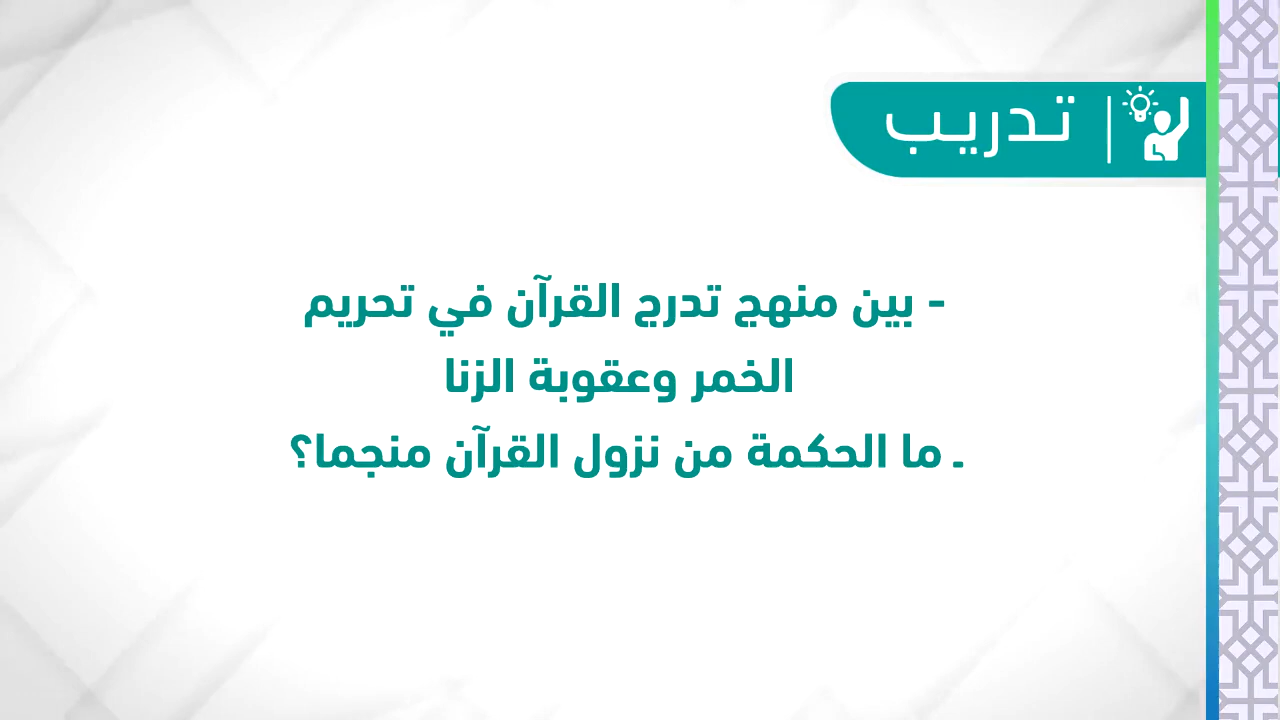 تدريب
- بين منهج تدرج القرآن في تحريم
الخمر وعقوبة الزنا
ـ ما الحكمة من نزول القرآن منجما؟